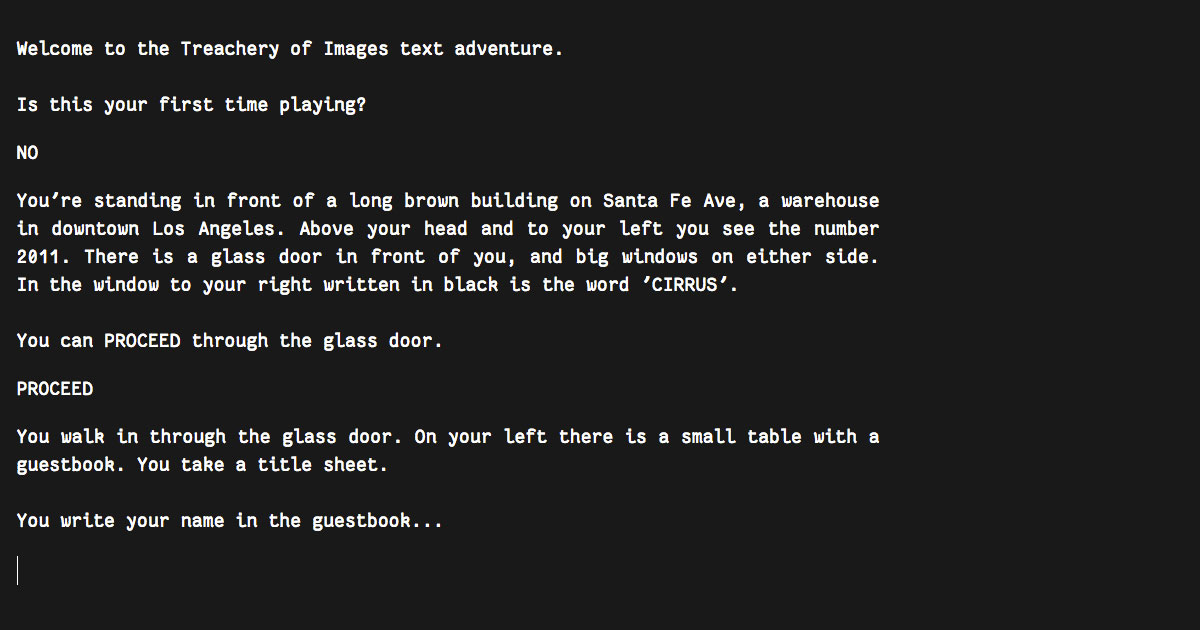 Welcome to the Treachery of Images text adventure.
Is this your first time playing?
NO
You're standing in front of a long brown building on Santa Fe Ave, a warehouse
in downtown Los Angeles. Above your head and to your left you see the number
2011. There is a glass door in front of you, and big windows on either side.
In the window to your right written in black is the word 'CIRRUS'.
You can PROCEED through the glass door.
PROCEED
You walk in through the glass door. On your left there is a small table with a
guestbook. You take a title sheet.
You write your name in the guestbook...